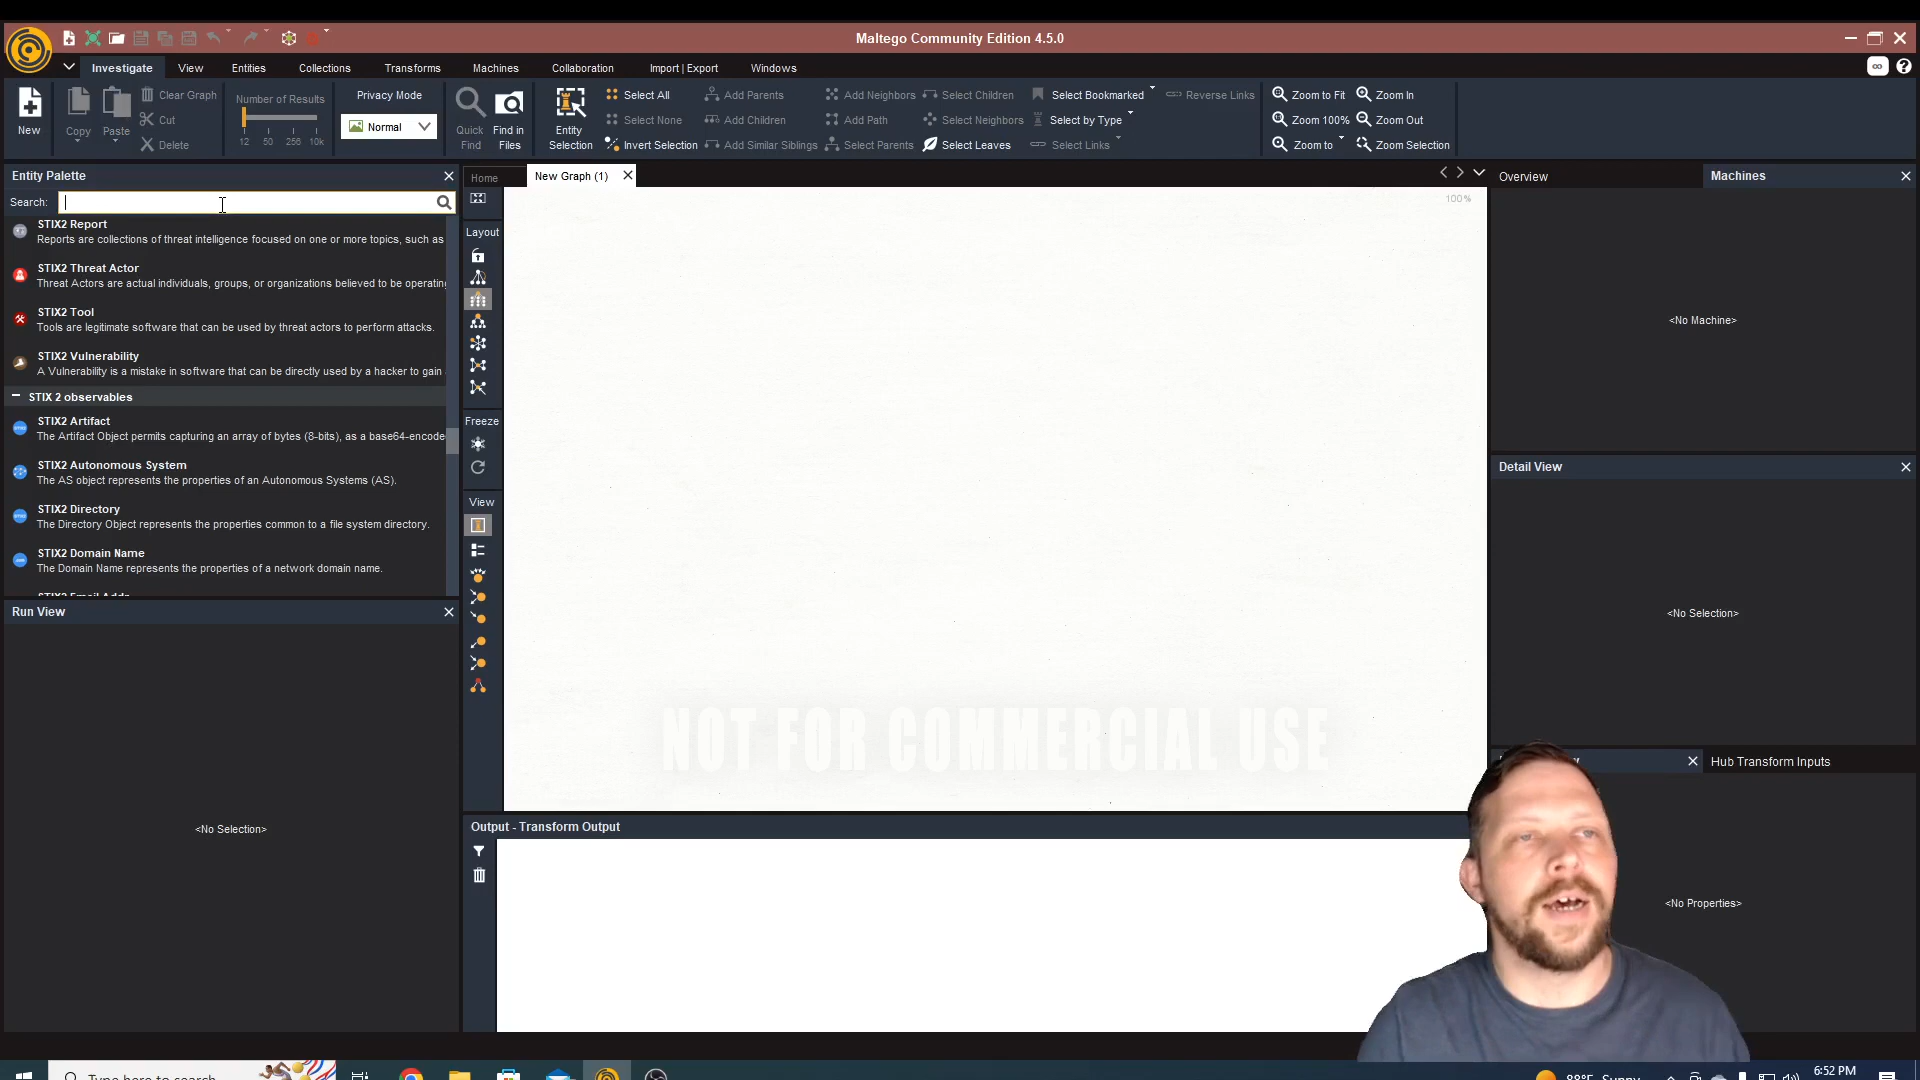 Maltego Community Edition 4.5.0
Investigate View Entities Collections Transforms Machines Collaboration Import | Export Windows
New
Copy
Paste
Clear Graph
Cut
Delete
Number of Results
12 50 256 10k
Privacy Mode
Normal
Quick Find
Find in Files
Entity Selection
Select All
Select None
Invert Selection
Add Parents
Add Children
Add Similar Siblings
Add Neighbors
Add Path
Select Parents
Select Children
Select Neighbors
Select Leaves
Select Bookmarked
Select by Type
Select Links
Reverse Links
Zoom to Fit
Zoom 100%
Zoom to
Zoom In
Zoom Out
Zoom Selection
Entity Palette
Search:
STIX2 Report
Reports are collections of threat intelligence focused on one or more topics, such as
STIX2 Threat Actor
Threat Actors are actual individuals, groups, or organizations believed to be operating
STIX2 Tool
Tools are legitimate software that can be used by threat actors to perform attacks.
STIX2 Vulnerability
A Vulnerability is a mistake in software that can be directly used by a hacker to gain
STIX 2 observables
STIX2 Artifact
The Artifact Object permits capturing an array of bytes (8-bits), as a base64-encode
STIX2 Autonomous System
The AS object represents the properties of an Autonomous Systems (AS).
STIX2 Directory
The Directory Object represents the properties common to a file system directory.
STIX2 Domain Name
The Domain Name represents the properties of a network domain name.
Run View
<No Selection>
Home
New Graph (1)
Layout
Freeze
View
100%
NOT FOR COMMERCIAL USE
Output - Transform Output
Overview
Machines
<No Machine>
Detail View
<No Selection>
Hub Transform Inputs
<No Properties>
Type here to search
88°F Sunny
6:52 PM